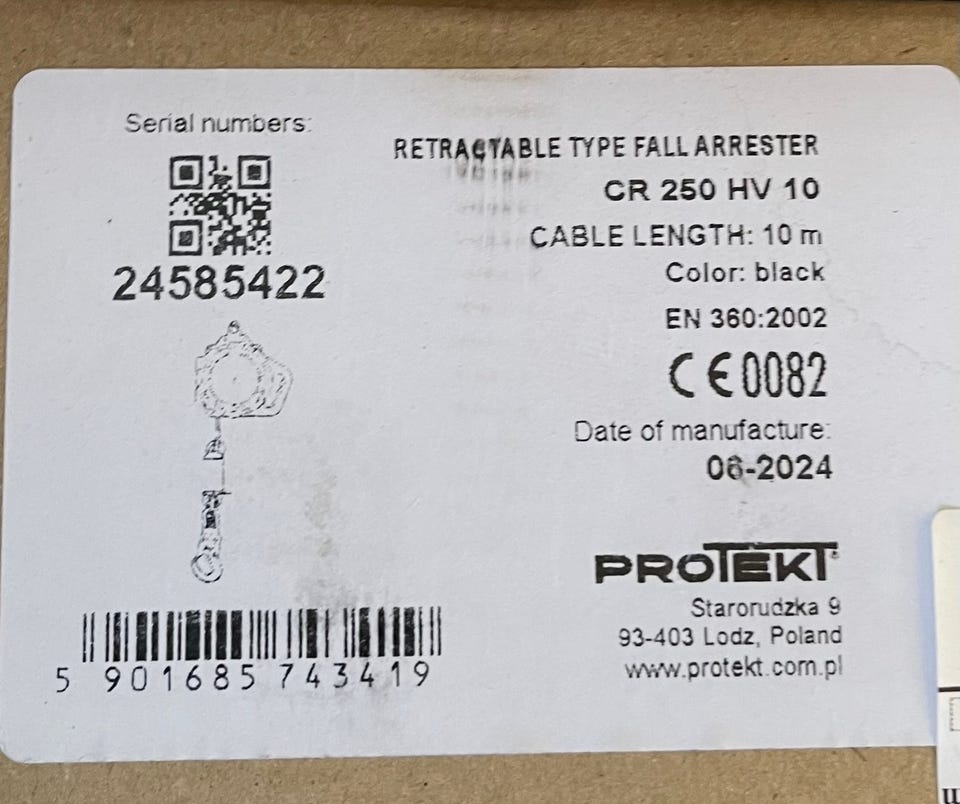 Serial numbers:
24585422
RETRACTABLE TYPE FALL ARRESTER
CR 250 HV 10
CABLE LENGTH: 10 m
Color: black
EN 360:2002
CE 0082
Date of manufacture:
06-2024
PROTEKT®
Starorudzka 9
93-403 Lodz, Poland
www.protekt.com.pl
5 901685 743419